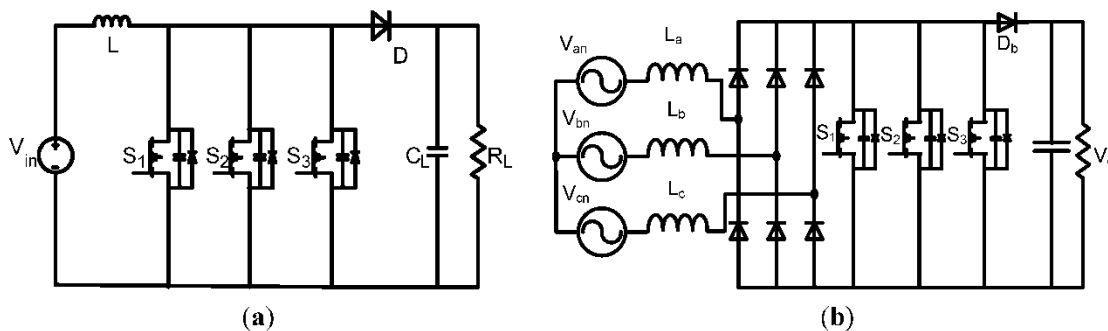 L
D
V_in
S_1
S_2
S_3
C_L
R_L
(a)
V_an
L_a
V_bn
L_b
V_cn
L_c
D_b
S_1
S_2
S_3
(b)